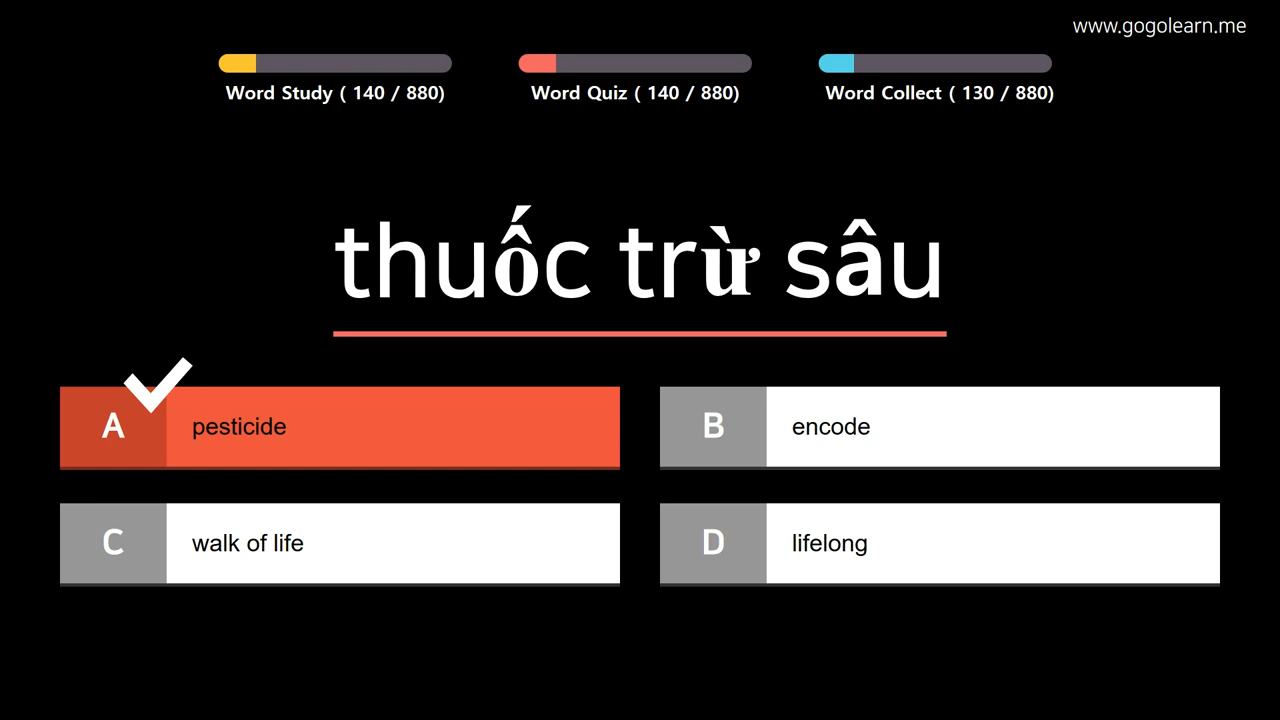 www.gogolearn.me
Word Study ( 140 / 880)
Word Quiz ( 140 / 880)
Word Collect ( 130 / 880)
thuốc trừ sâu
A pesticide
B encode
C walk of life
D lifelong